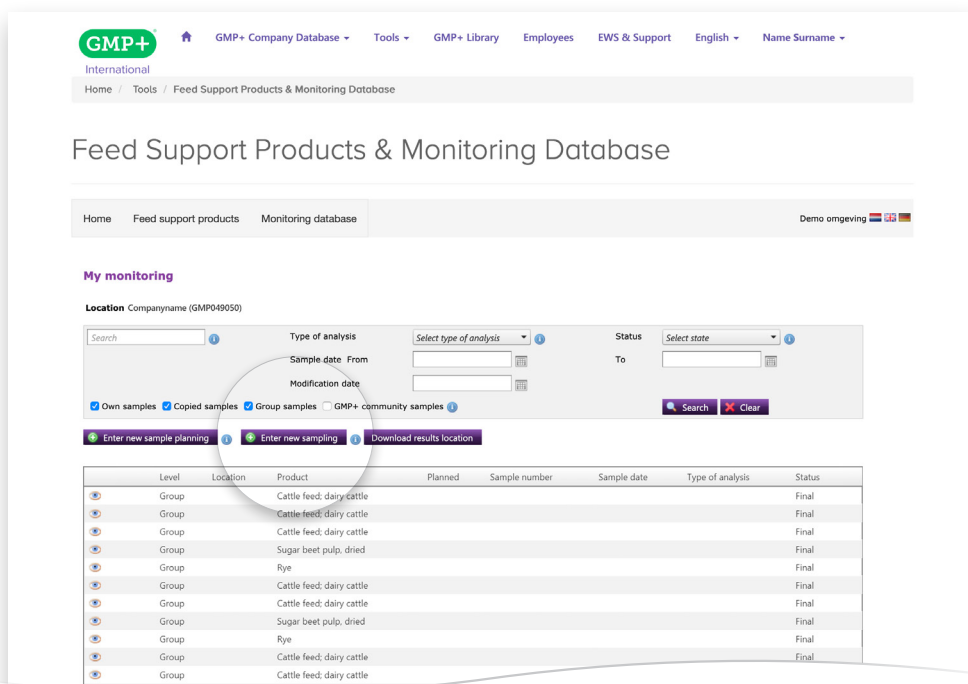 GMP+
International
GMP+ Company Database Tools GMP+ Library Employees EWS & Support English Name Surname
Home / Tools / Feed Support Products & Monitoring Database
Feed Support Products & Monitoring Database
Home Feed support products Monitoring database Demo omgeving
My monitoring
Location Companyname (GMP049050)
Search Type of analysis Select type of analysis Status Select state
Sample date From To
Modification date
Own samples Copied samples Group samples GMP+ community samples Search Clear
Enter new sample planning Enter new sampling Download results location
Level Location Product Planned Sample number Sample date Type of analysis Status
Group Cattle feed; dairy cattle Final
Group Cattle feed; dairy cattle Final
Group Cattle feed; dairy cattle Final
Group Sugar beet pulp, dried Final
Group Rye Final
Group Cattle feed; dairy cattle Final
Group Cattle feed; dairy cattle Final
Group Sugar beet pulp, dried Final
Group Rye Final
Group Cattle feed; dairy cattle Final
Group Cattle feed; dairy cattle